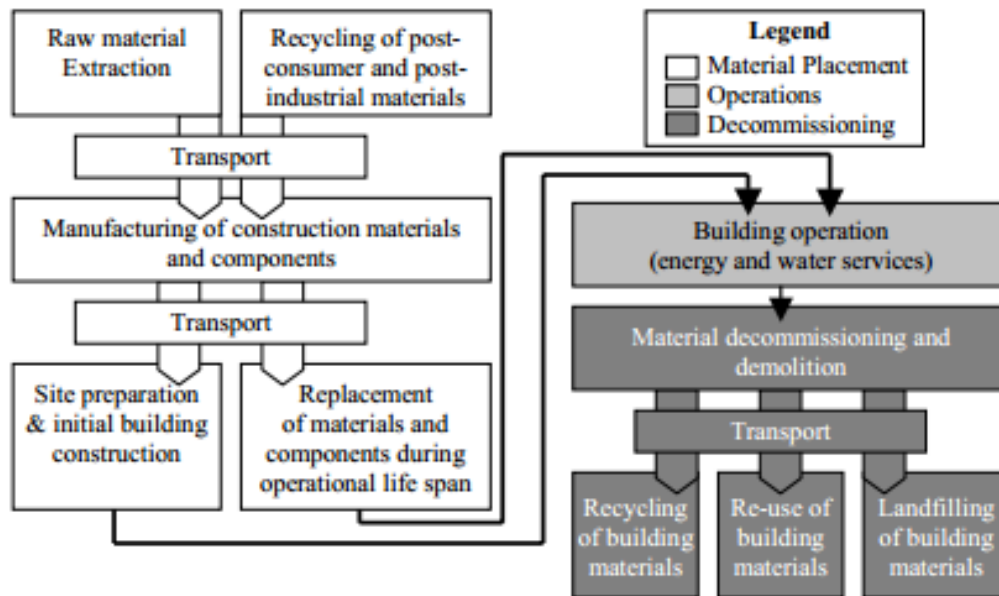 Raw material
Extraction
Recycling of post-
consumer and post-
industrial materials
Transport
Manufacturing of construction materials
and components
Transport
Site preparation
& initial building
construction
Replacement
of materials and
components during
operational life span
Legend
Material Placement
Operations
Decommissioning
Building operation
(energy and water services)
Material decommissioning and
demolition
Transport
Recycling
of building
materials
Re-use of
building
materials
Landfilling
of building
materials